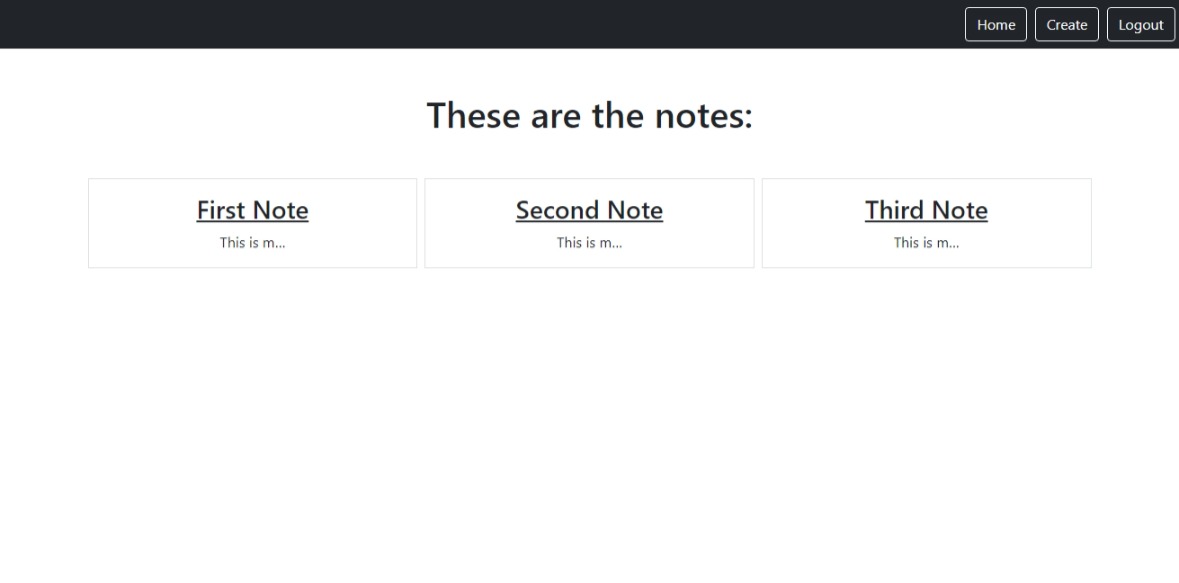 Home Create Logout
These are the notes:
First Note Second Note Third Note
This is m... This is m... This is m...